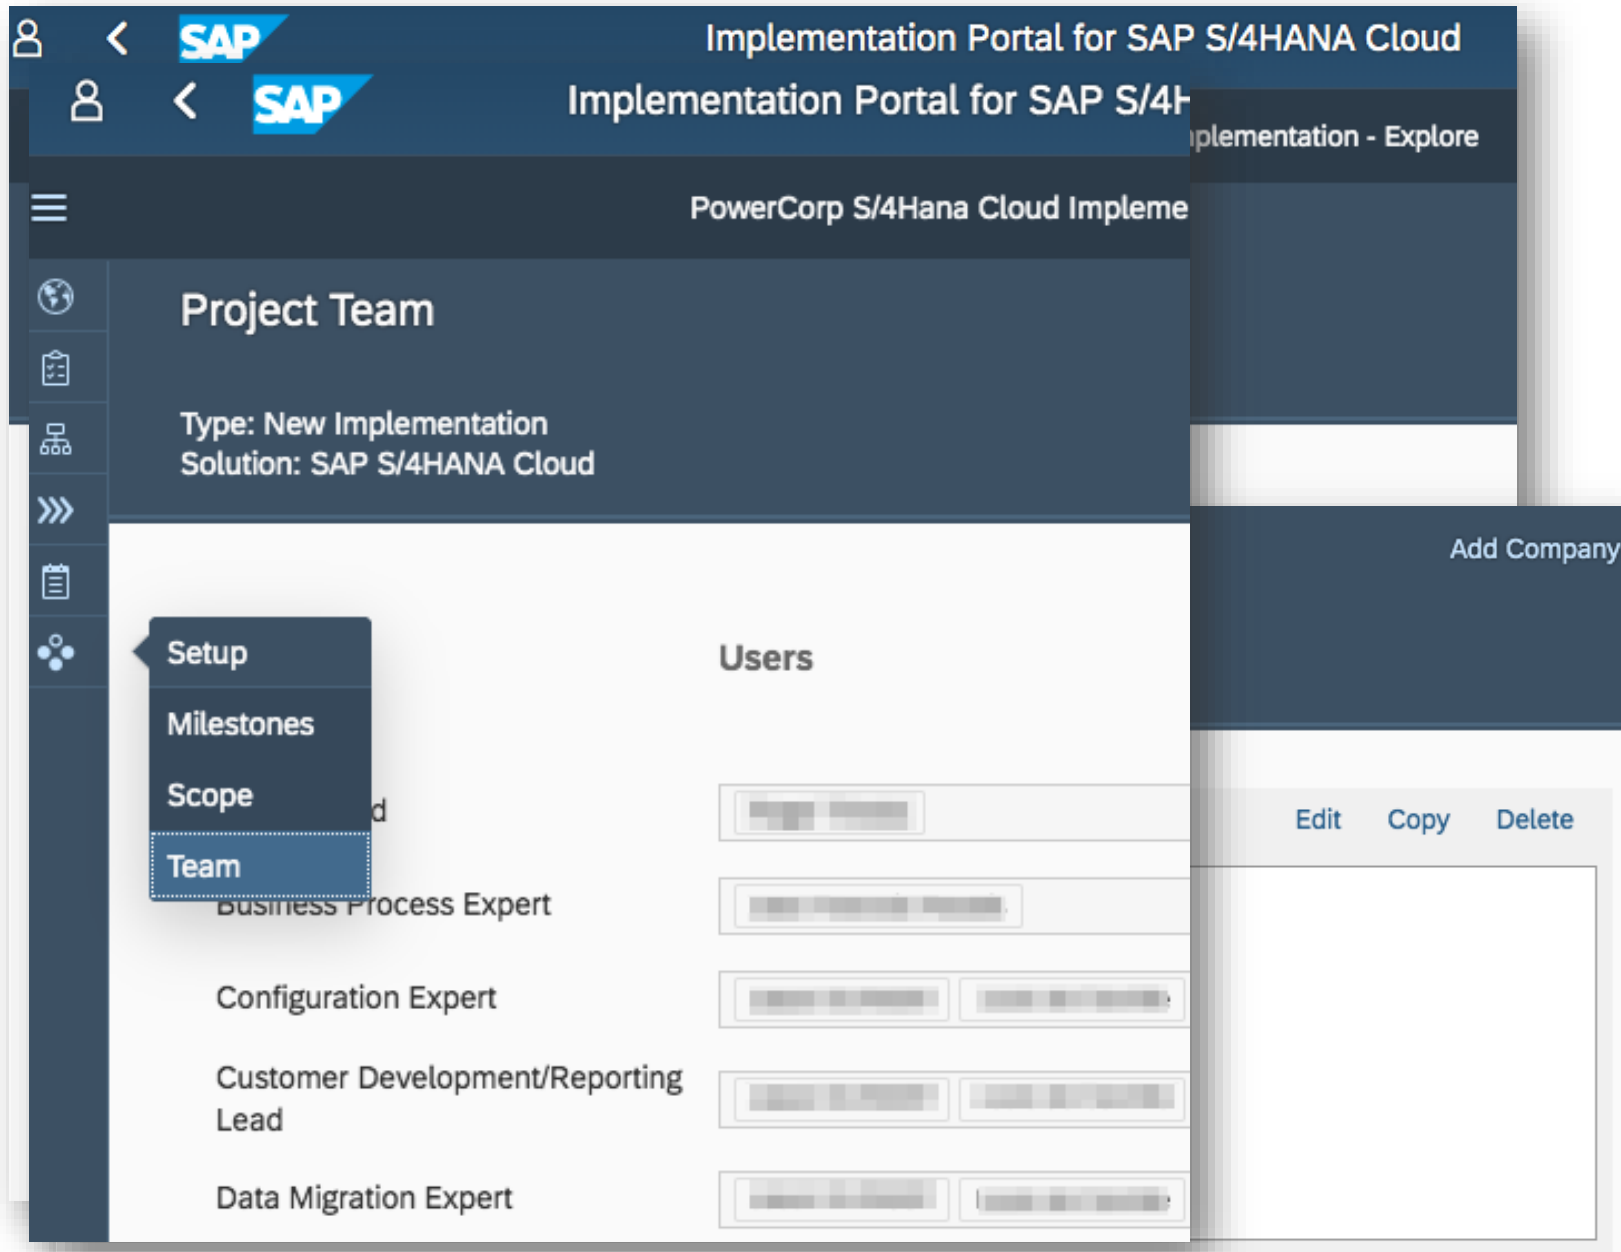 SAP
Implementation Portal for SAP S/4HANA Cloud
SAP
Implementation Portal for SAP S/4H
plementation - Explore
PowerCorp S/4Hana Cloud Impleme
Project Team
Type: New Implementation
Solution: SAP S/4HANA Cloud
Add Company
Setup
Users
Milestones
Scope
d
Edit Copy Delete
Team
Business Process Expert
Configuration Expert
Customer Development/Reporting
Lead
Data Migration Expert